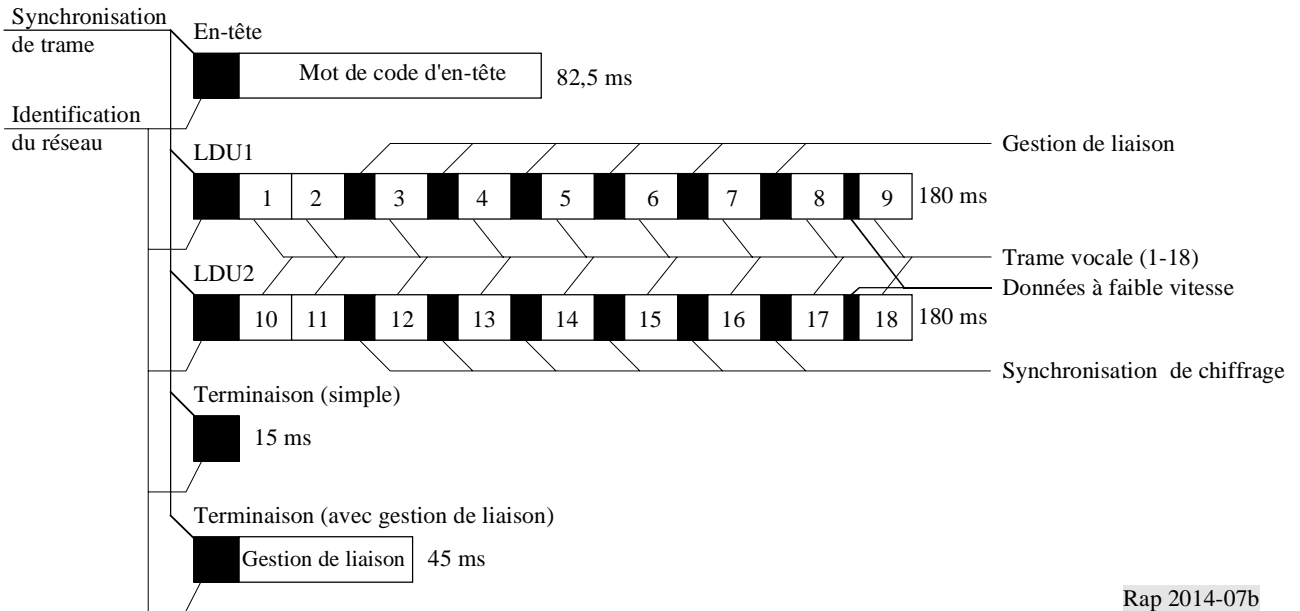 Synchronisation
de trame
En-tête
Mot de code d'en-tête
82,5 ms
Identification
du réseau
LDU1
Gestion de liaison
1 2 3 4 5 6 7 8 9
180 ms
Trame vocale (1-18)
LDU2
Données à faible vitesse
10 11 12 13 14 15 16 17 18
180 ms
Synchronisation de chiffrage
Terminaison (simple)
15 ms
Terminaison (avec gestion de liaison)
Gestion de liaison
45 ms
Rap 2014-07b